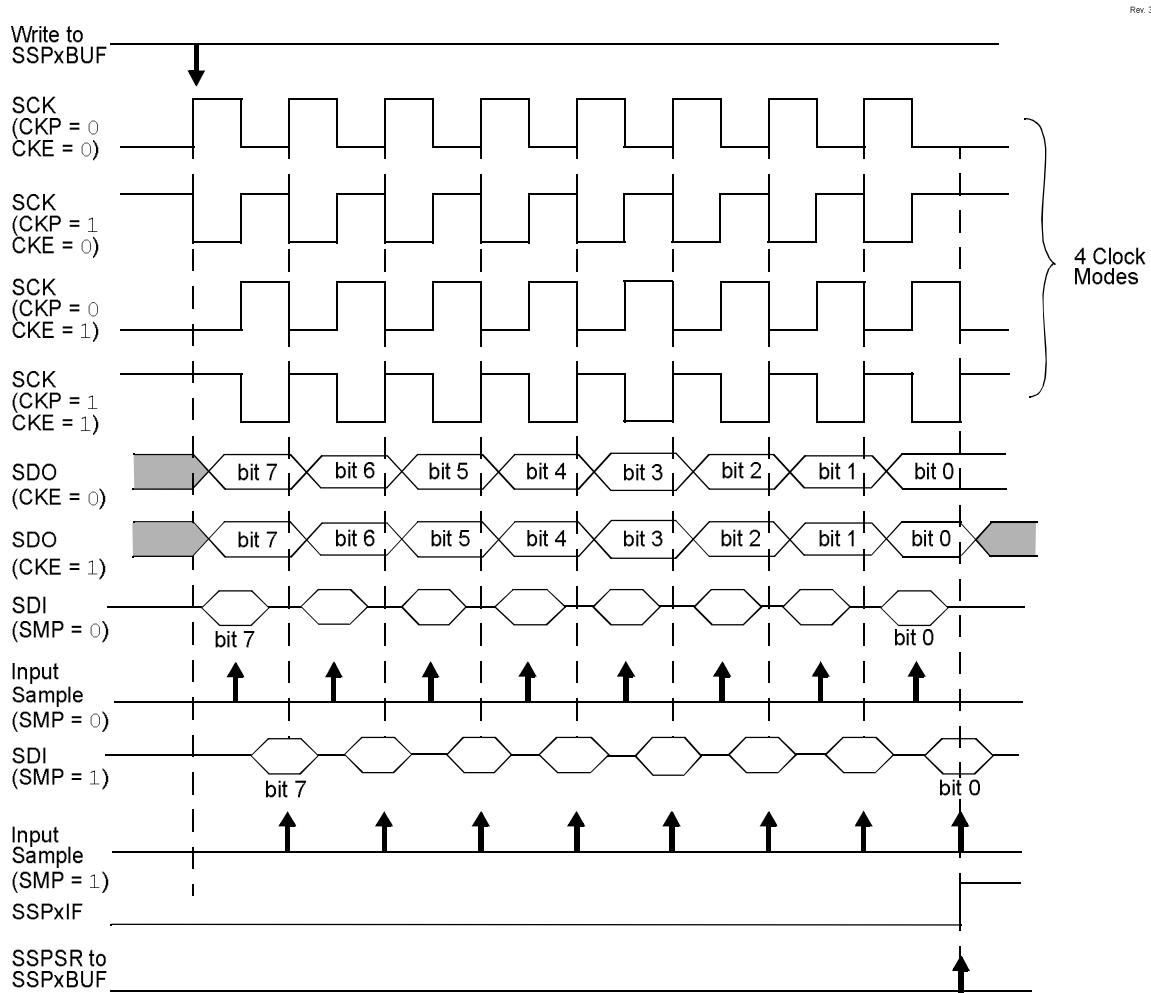 Rev. 3
Write to
SSPxBUF
SCK
(CKP = 0
CKE = 0)
SCK
(CKP = 1
CKE = 0)
SCK
(CKP = 0
CKE = 1)
SCK
(CKP = 1
CKE = 1)
4 Clock
Modes
SDO
(CKE = 0)
bit 7 bit 6 bit 5 bit 4 bit 3 bit 2 bit 1 bit 0
SDO
(CKE = 1)
bit 7 bit 6 bit 5 bit 4 bit 3 bit 2 bit 1 bit 0
SDI
(SMP = 0)
bit 7 bit 0
Input
Sample
(SMP = 0)
SDI
(SMP = 1)
bit 7 bit 0
Input
Sample
(SMP = 1)
SSPxIF
SSPSR to
SSPxBUF